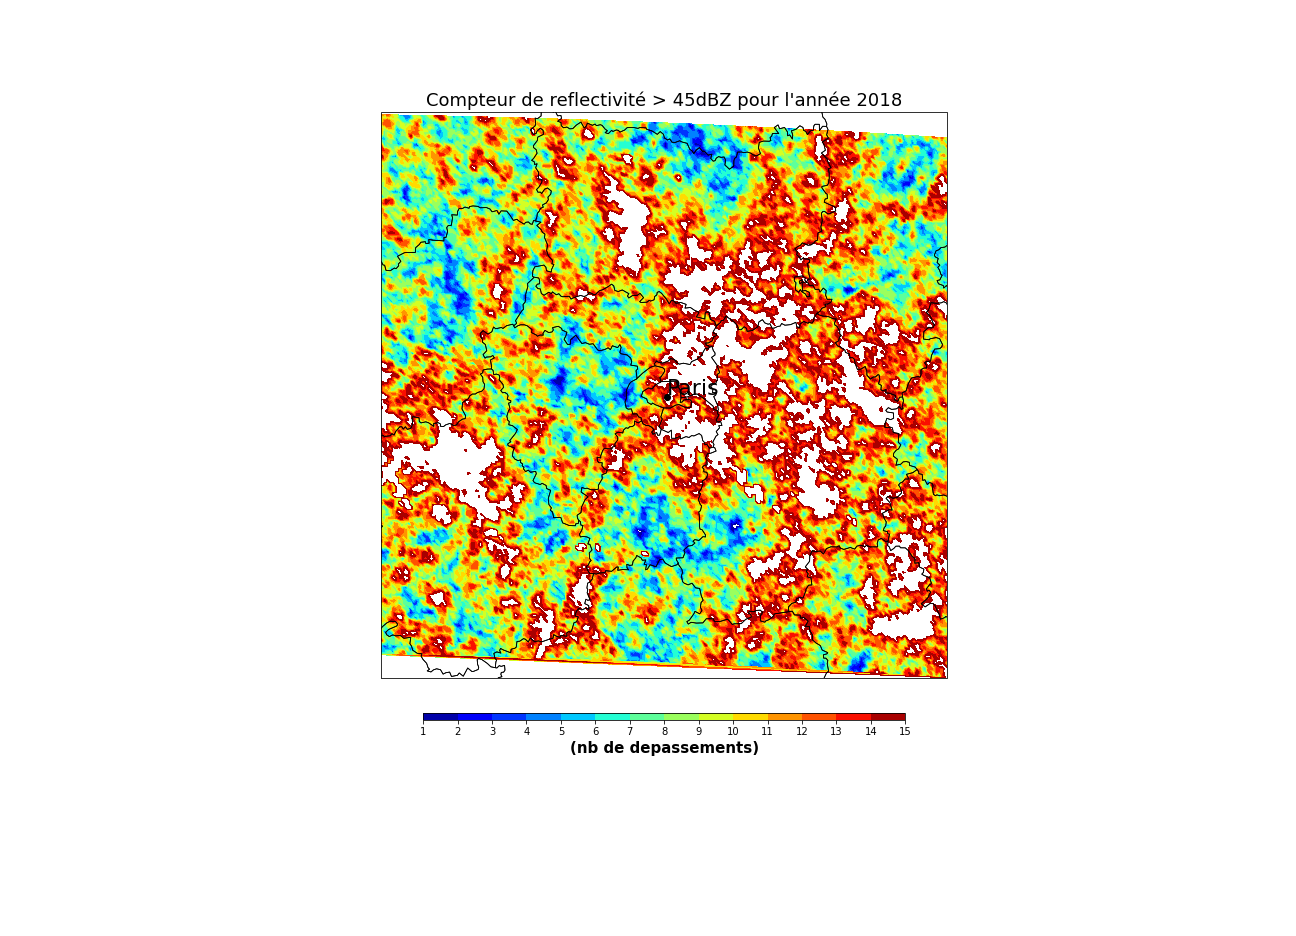 Compteur de reflectivité > 45dBZ pour l'année 2018
Paris
1 2 3 4 5 6 7 8 9 10 11 12 13 14 15
(nb de depassements)